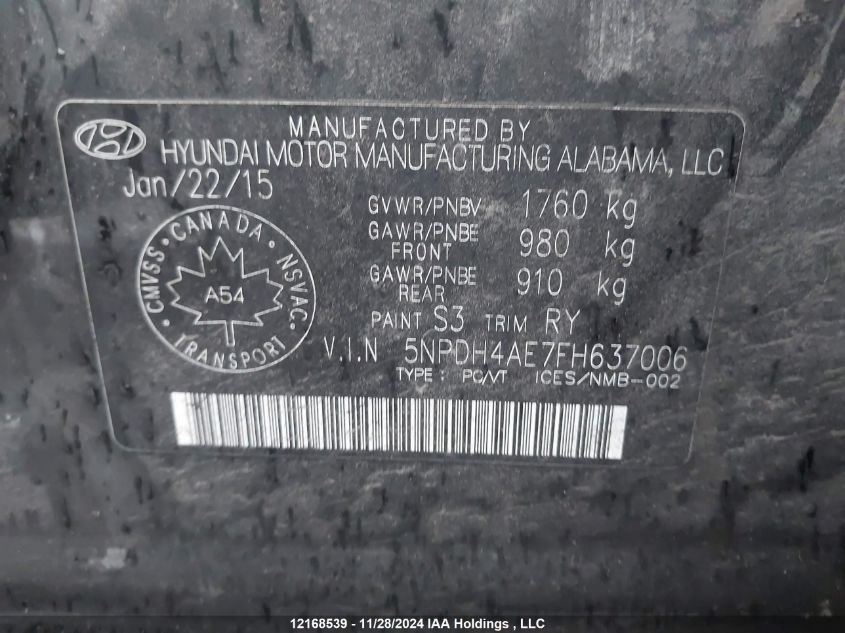 MANUFACTURED BY
HYUNDAI MOTOR MANUFACTURING ALABAMA, LLC
Jan/22/15
GVWR/PNBV 1760 kg
GAWR/PNBE FRONT 980 kg
GAWR/PNBE REAR 910 kg
CMVSS · CANADA · NSVAC · TRANSPORT ·
A54
PAINT S3 TRIM RY
V.I.N 5NPDH4AE7FH637006
TYPE : PC/VT ICES/NMB-002
12168539 - 11/28/2024 IAA Holdings , LLC